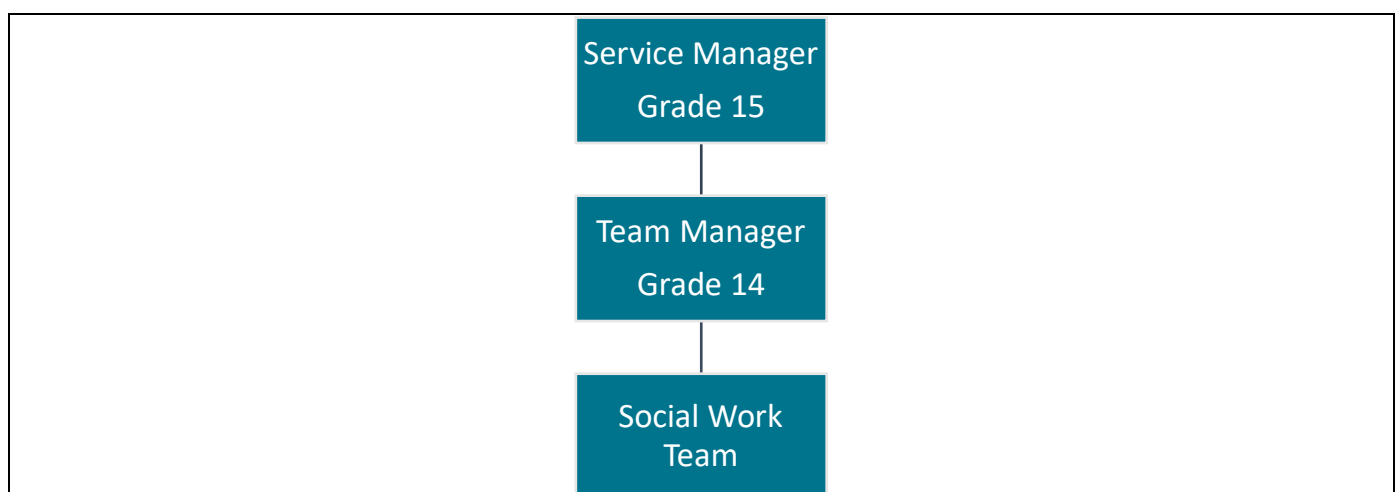 Service Manager
Grade 15
Team Manager
Grade 14
Social Work
Team